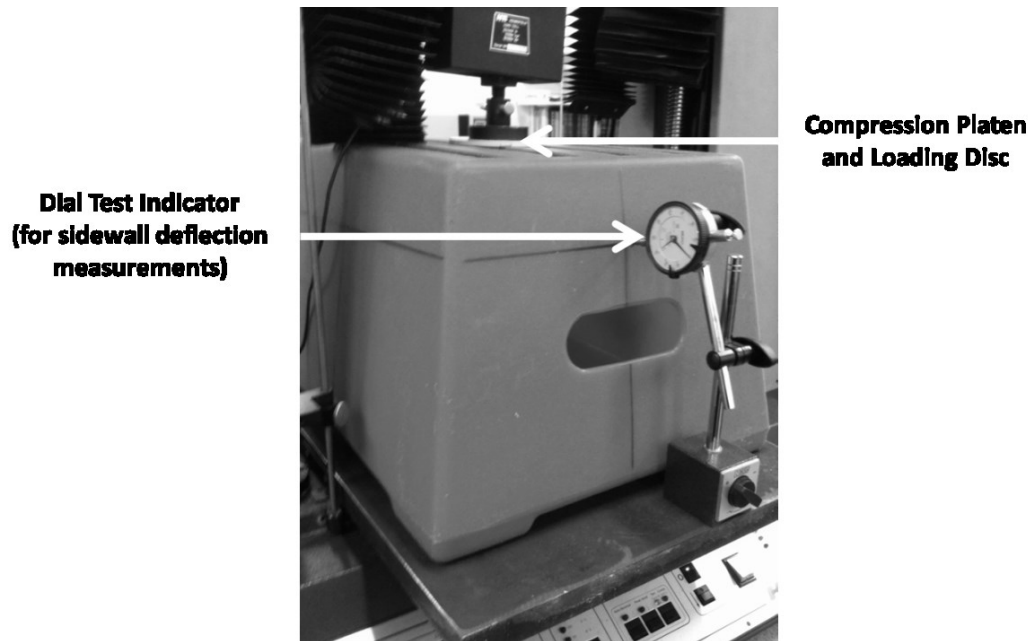 Compression Platen
and Loading Disc
Dial Test Indicator
(for sidewall deflection
measurements)